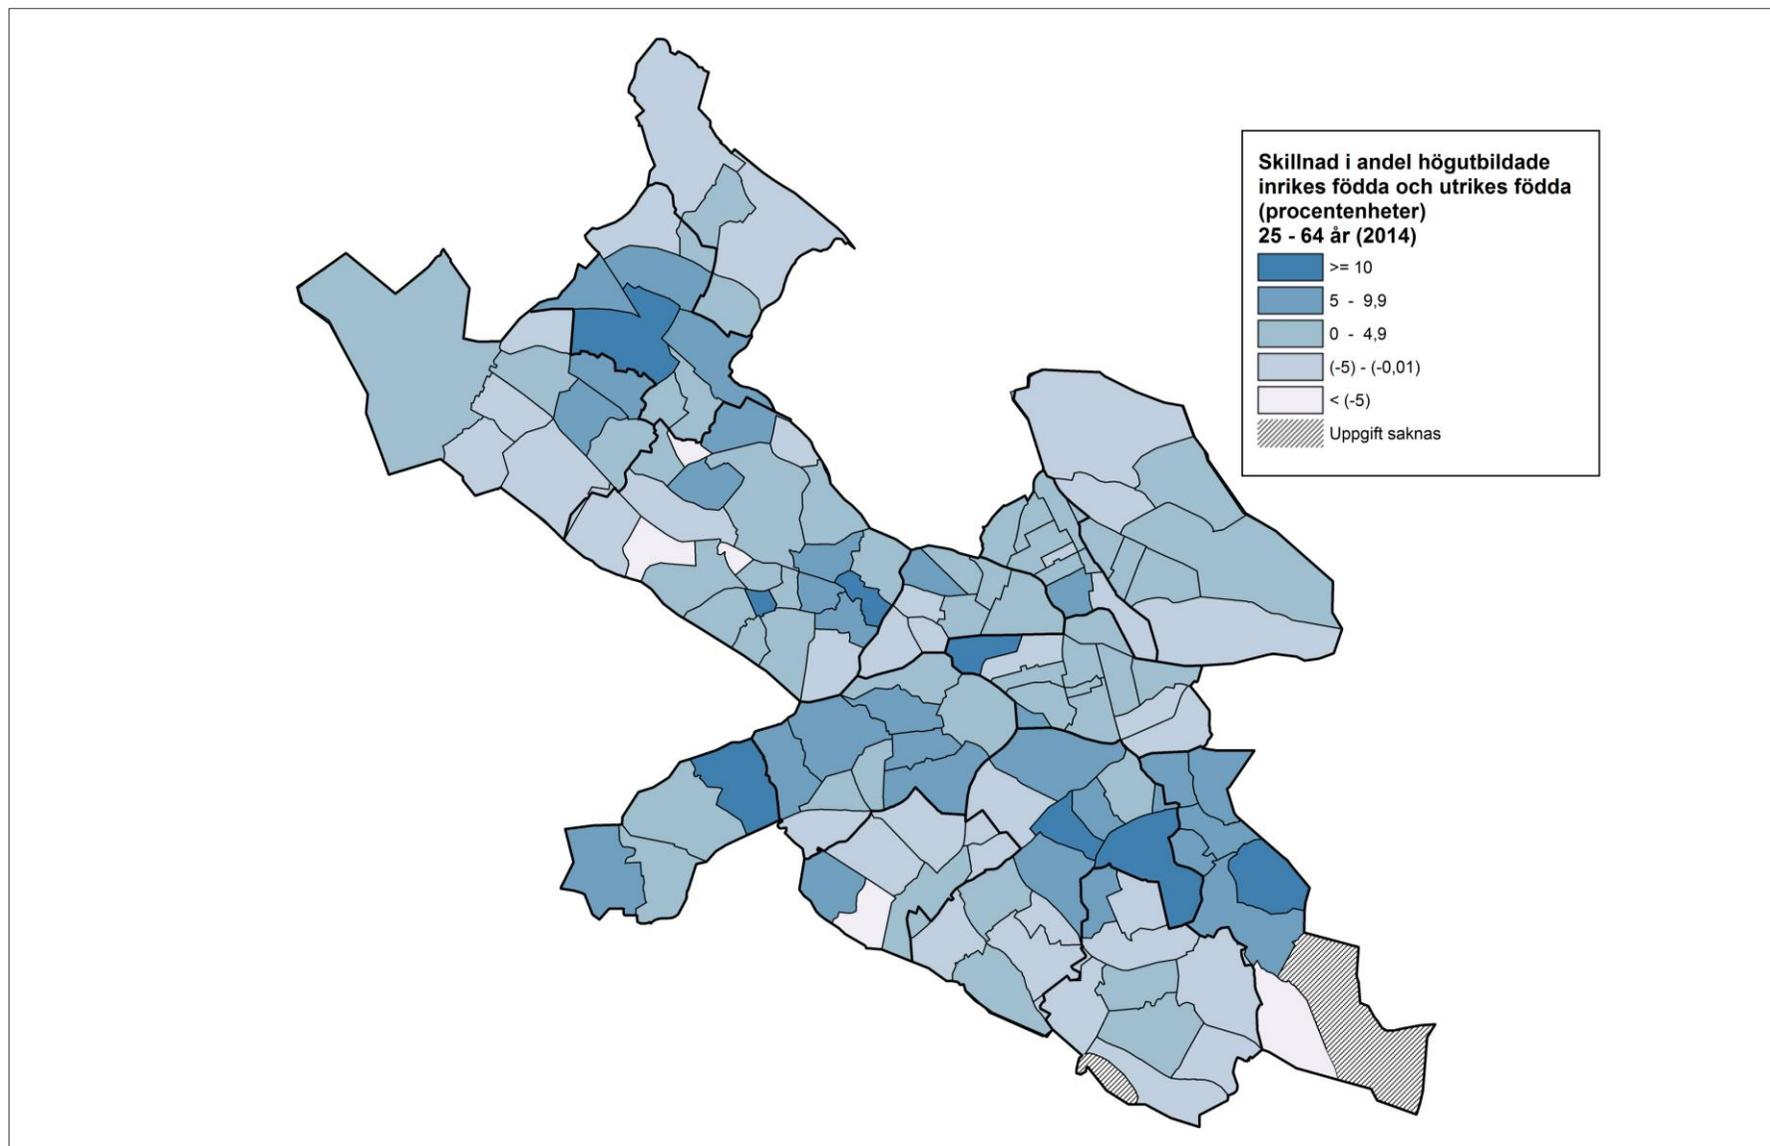 Skillnad i andel högutbildade
inrikes födda och utrikes födda
(procentenheter)
25 - 64 år (2014)
>= 10
5 - 9,9
0 - 4,9
(-5) - (-0,01)
< (-5)
Uppgift saknas